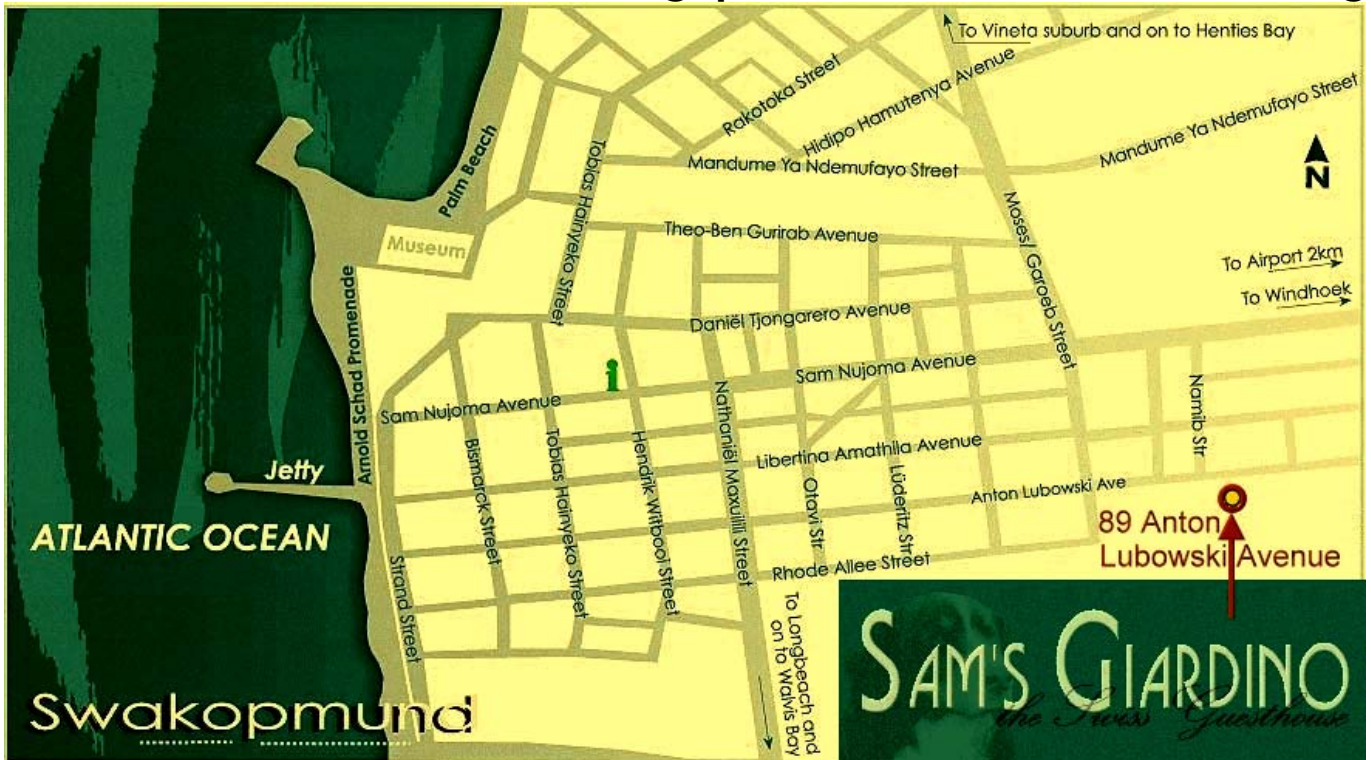 To Vineta suburb and on to Henties Bay
Rakotoka Street
Hidipo Hamutenya Avenue
Mandume Ya Ndemufayo Street
Mandume Ya Ndemufayo Street
N
Palm Beach
Tobias Hainyeko Street
Museum
Theo-Ben Gurirab Avenue
Moses/ Garoeb Street
To Airport 2km
To Windhoek
Arnold Schad Promenade
Daniël Tjongarero Avenue
i
Sam Nujoma Avenue
Sam Nujoma Avenue
Nathaniël Maxuilili Street
Namib Str
Bismarck Street
Tobias Hainyeko Street
Hendrik Witbooi Street
Libertina Amathila Avenue
Otavi Str
Lüderitz Str
Jetty
Anton Lubowski Ave
ATLANTIC OCEAN
89 Anton
Lubowski Avenue
Strand Street
Rhode Allee Street
To Longbeach and
on to Walvis Bay
SAM'S GIARDINO
the Swiss Guesthouse
Swakopmund